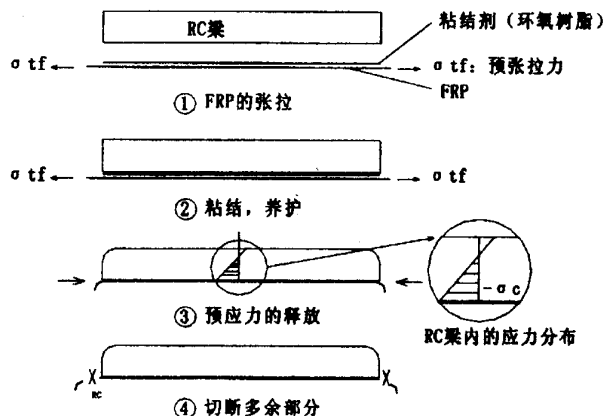 RC梁
粘结剂（环氧树脂）
σ tf
σ tf: 预张拉力
FRP
① FRP的张拉
σ tf
σ tf
② 粘结，养护
-σ c
③ 预应力的释放
RC梁内的应力分布
RC
④ 切断多余部分